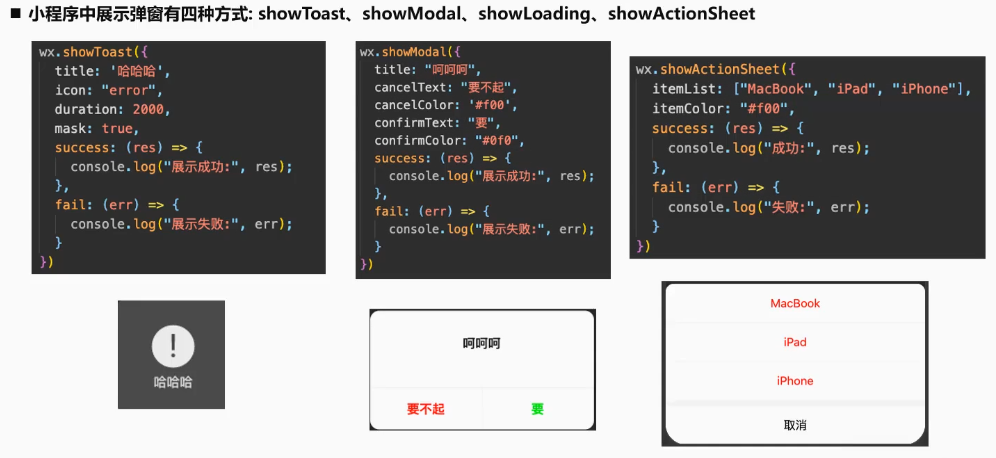 ■ 小程序中展示弹窗有四种方式: showToast、showModal、showLoading、showActionSheet
wx.showToast({
  title: '哈哈哈',
  icon: "error",
  duration: 2000,
  mask: true,
  success: (res) => {
    console.log("展示成功:", res);
  },
  fail: (err) => {
    console.log("展示失败:", err);
  }
})
哈哈哈
wx.showModal({
  title: "呵呵呵",
  cancelText: "要不起",
  cancelColor: '#f00',
  confirmText: "要",
  confirmColor: "#0f0",
  success: (res) => {
    console.log("展示成功:", res);
  },
  fail: (err) => {
    console.log("展示失败:", err);
  }
})
呵呵呵
要不起 要
wx.showActionSheet({
  itemList: ["MacBook", "iPad", "iPhone"],
  itemColor: "#f00",
  success: (res) => {
    console.log("成功:", res);
  },
  fail: (err) => {
    console.log("失败:", err);
  }
})
MacBook
iPad
iPhone
取消